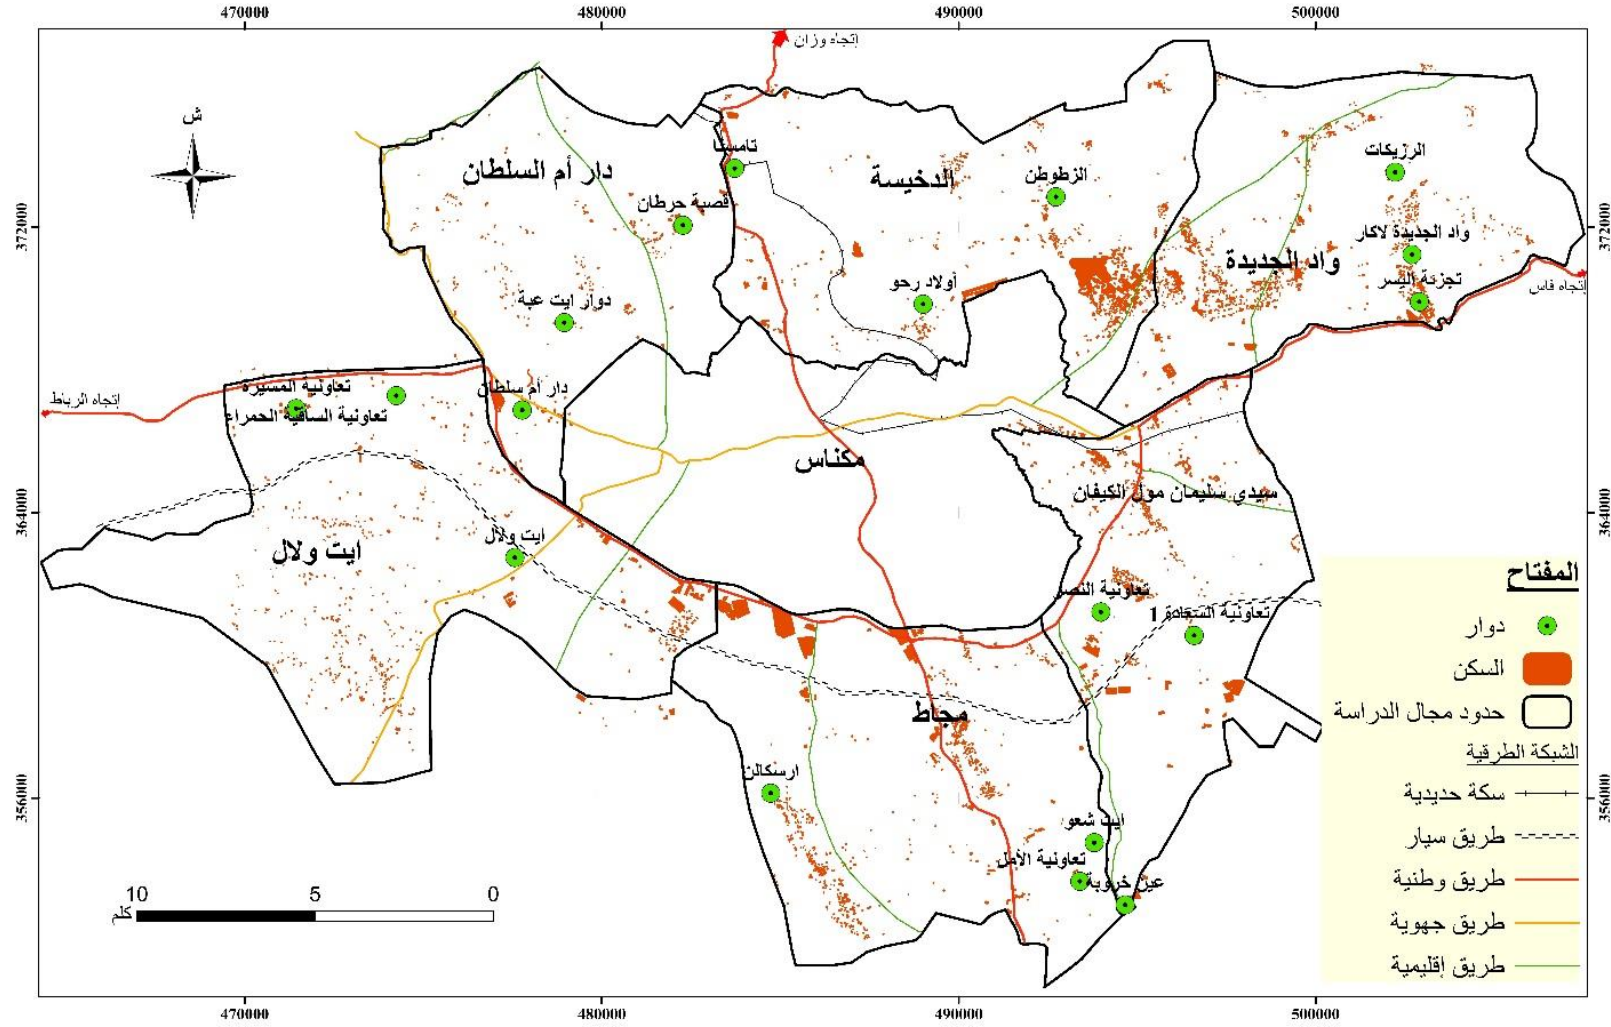 470000
480000
490000
500000
إتجاه وزان
ش
تامسنا
الرزيكات
دار أم السلطان
الدخيسة
الزطوطن
قصبة حرطان
372000
372000
واد الجديدة لاكار
واد الجديدة
تجزئة اليسر
إتجاه فاس
أولاد رحو
دوار ايت عبة
تعاونية المسيرة
دار أم سلطان
إتجاه الرباط
تعاونية الساقية الحمراء
مكناس
سيدي سليمان مول الكيفان
364000
364000
ايت ولال
ايت ولال
تعاونية النصر
تعاونية السعادة 1
مجاط
ارسكالن
356000
356000
ايت شعو
تعاونية الأمل
عين خروبة
المفتاح
دوار
السكن
حدود مجال الدراسة
الشبكة الطرقية
سكة حديدية
طريق سيار
طريق وطنية
طريق جهوية
طريق إقليمية
10 5 0
كلم
470000
480000
490000
500000